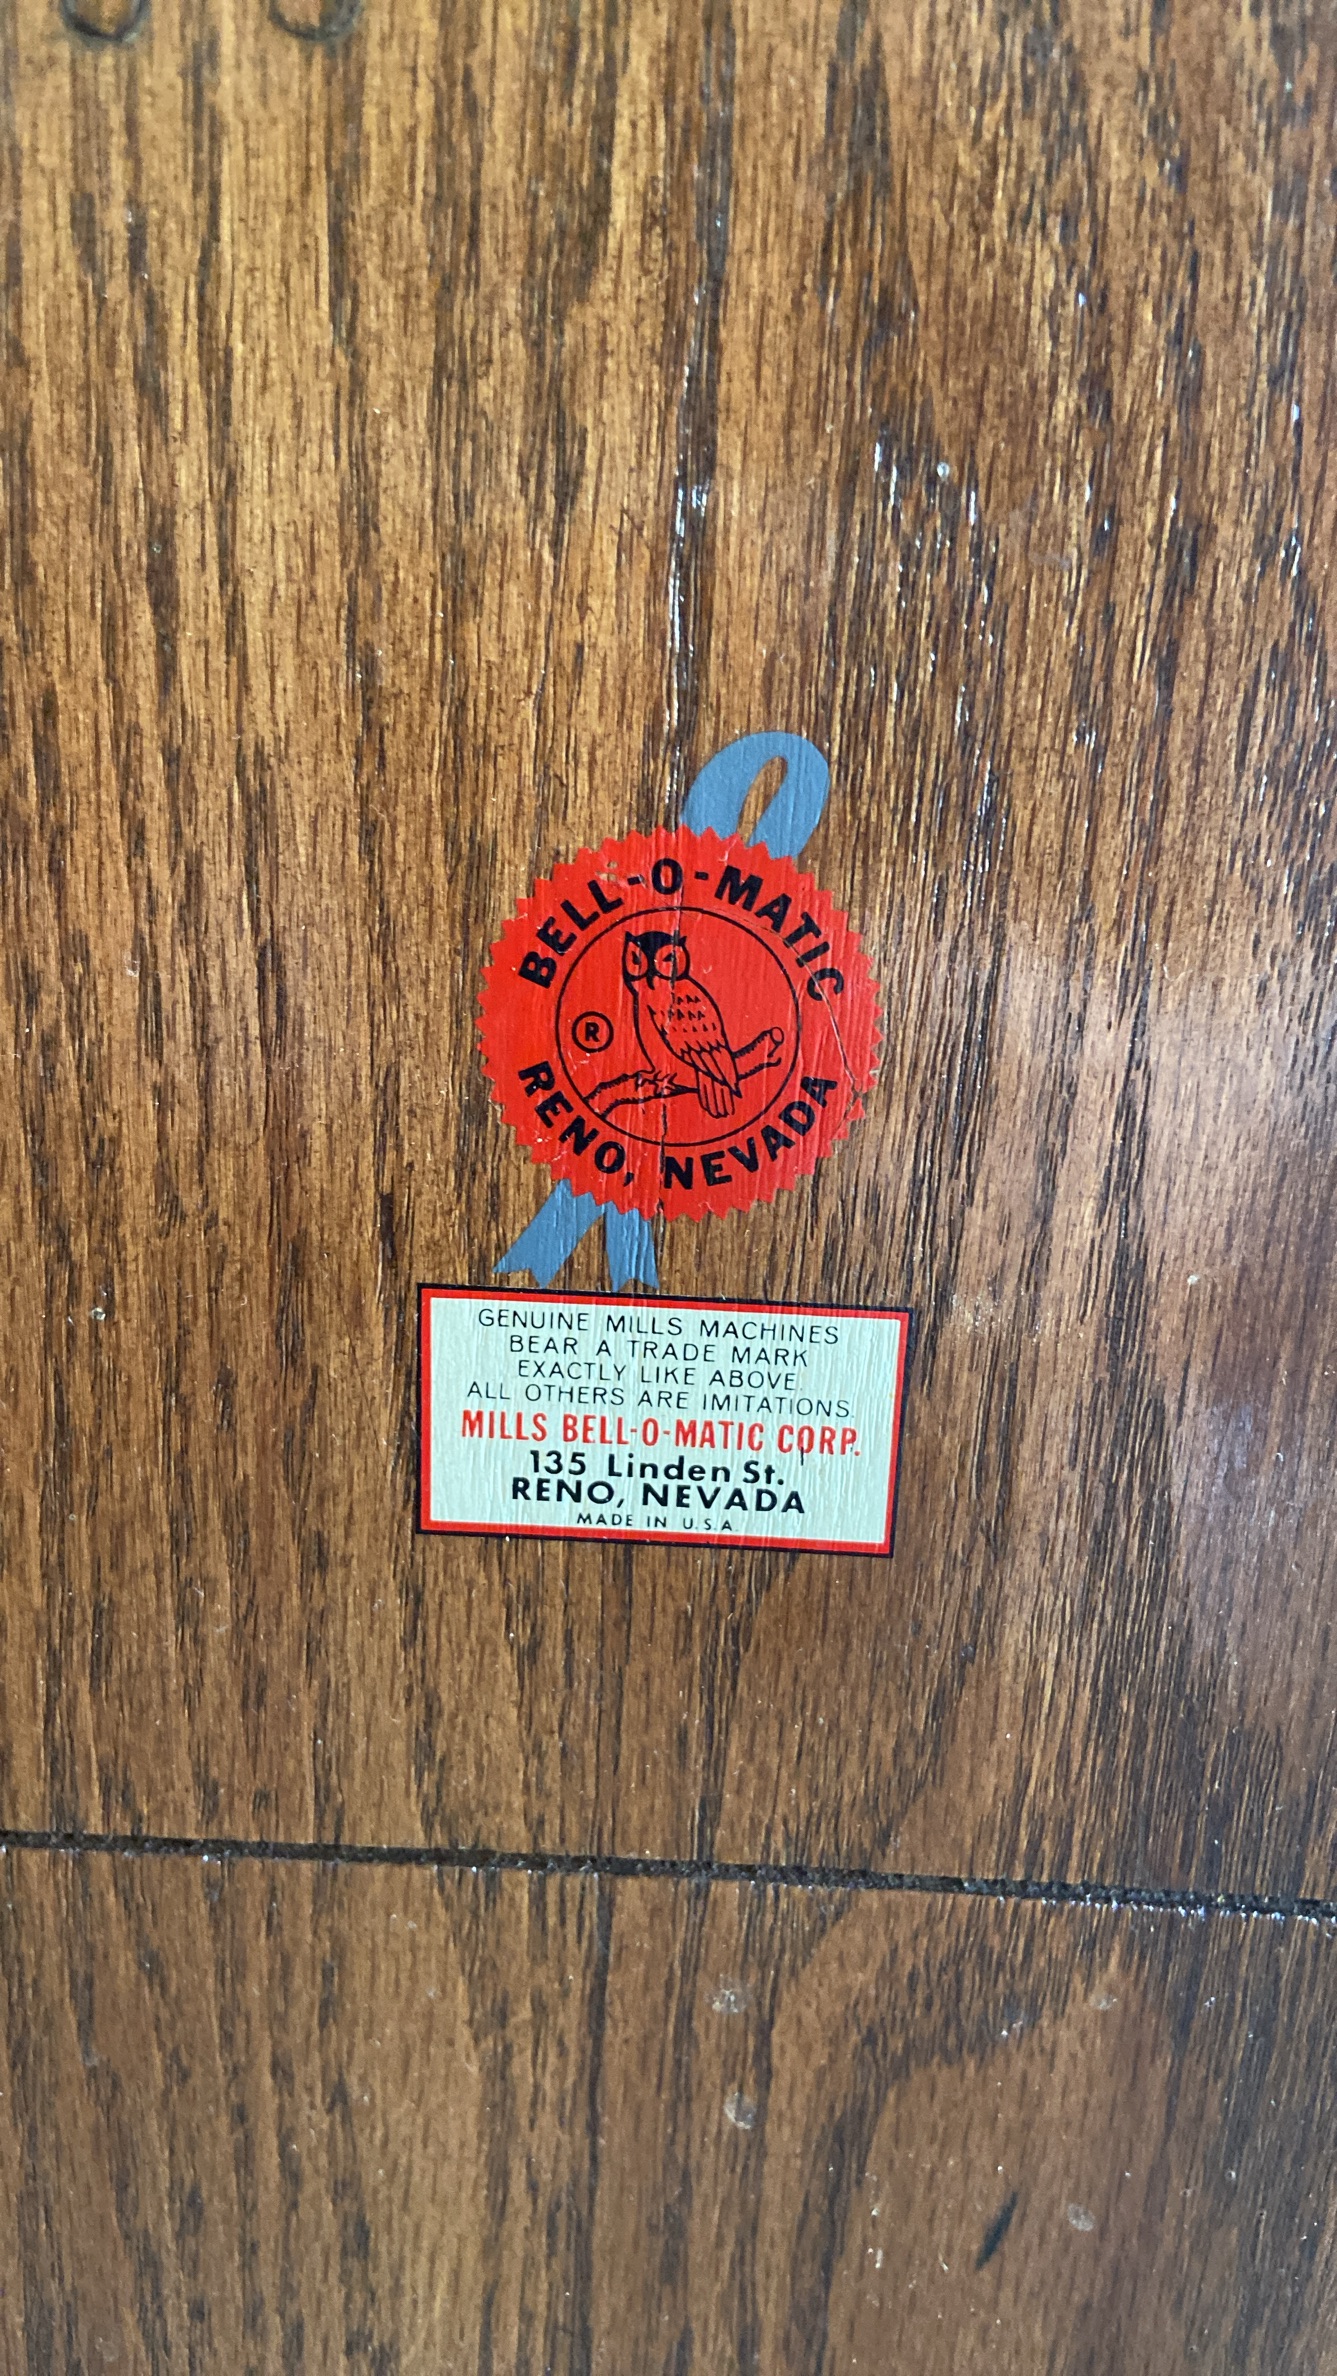 BELL-O-MATIC
®
RENO, NEVADA
GENUINE MILLS MACHINES
BEAR A TRADE MARK
EXACTLY LIKE ABOVE
ALL OTHERS ARE IMITATIONS.
MILLS BELL-O-MATIC CORP.
135 Linden St.
RENO, NEVADA
MADE IN U.S.A.